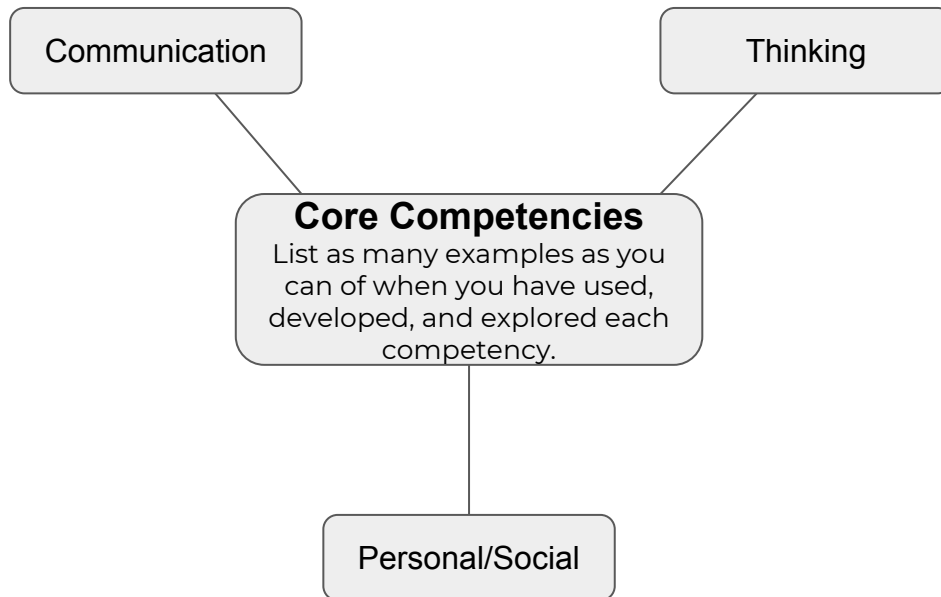 Communication
Thinking
Core Competencies
List as many examples as you
can of when you have used,
developed, and explored each
competency.
Personal/Social